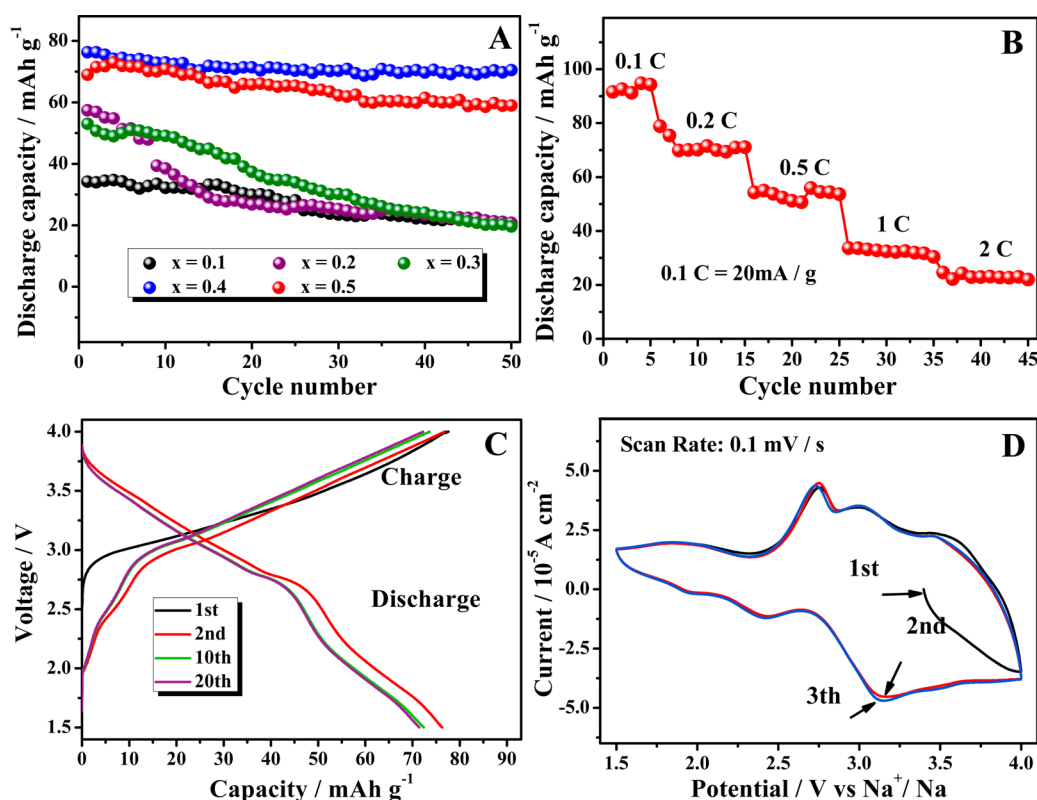 A
Discharge capacity / mAh g⁻¹
80
60
40
20
0
x = 0.1
x = 0.2
x = 0.3
x = 0.4
x = 0.5
0 10 20 30 40 50
Cycle number
B
Discharge capacity / mAh g⁻¹
100
80
60
40
20
0
0.1 C
0.2 C
0.5 C
1 C
2 C
0.1 C = 20mA / g
0 5 10 15 20 25 30 35 40 45
Cycle number
C
Voltage / V
4.0
3.5
3.0
2.5
2.0
1.5
Charge
Discharge
1st
2nd
10th
20th
0 10 20 30 40 50 60 70 80 90
Capacity / mAh g⁻¹
D
Scan Rate: 0.1 mV / s
Current / 10⁻⁵ A cm⁻²
5.0
2.5
0.0
-2.5
-5.0
1st
2nd
3th
1.5 2.0 2.5 3.0 3.5 4.0
Potential / V vs Na⁺/ Na